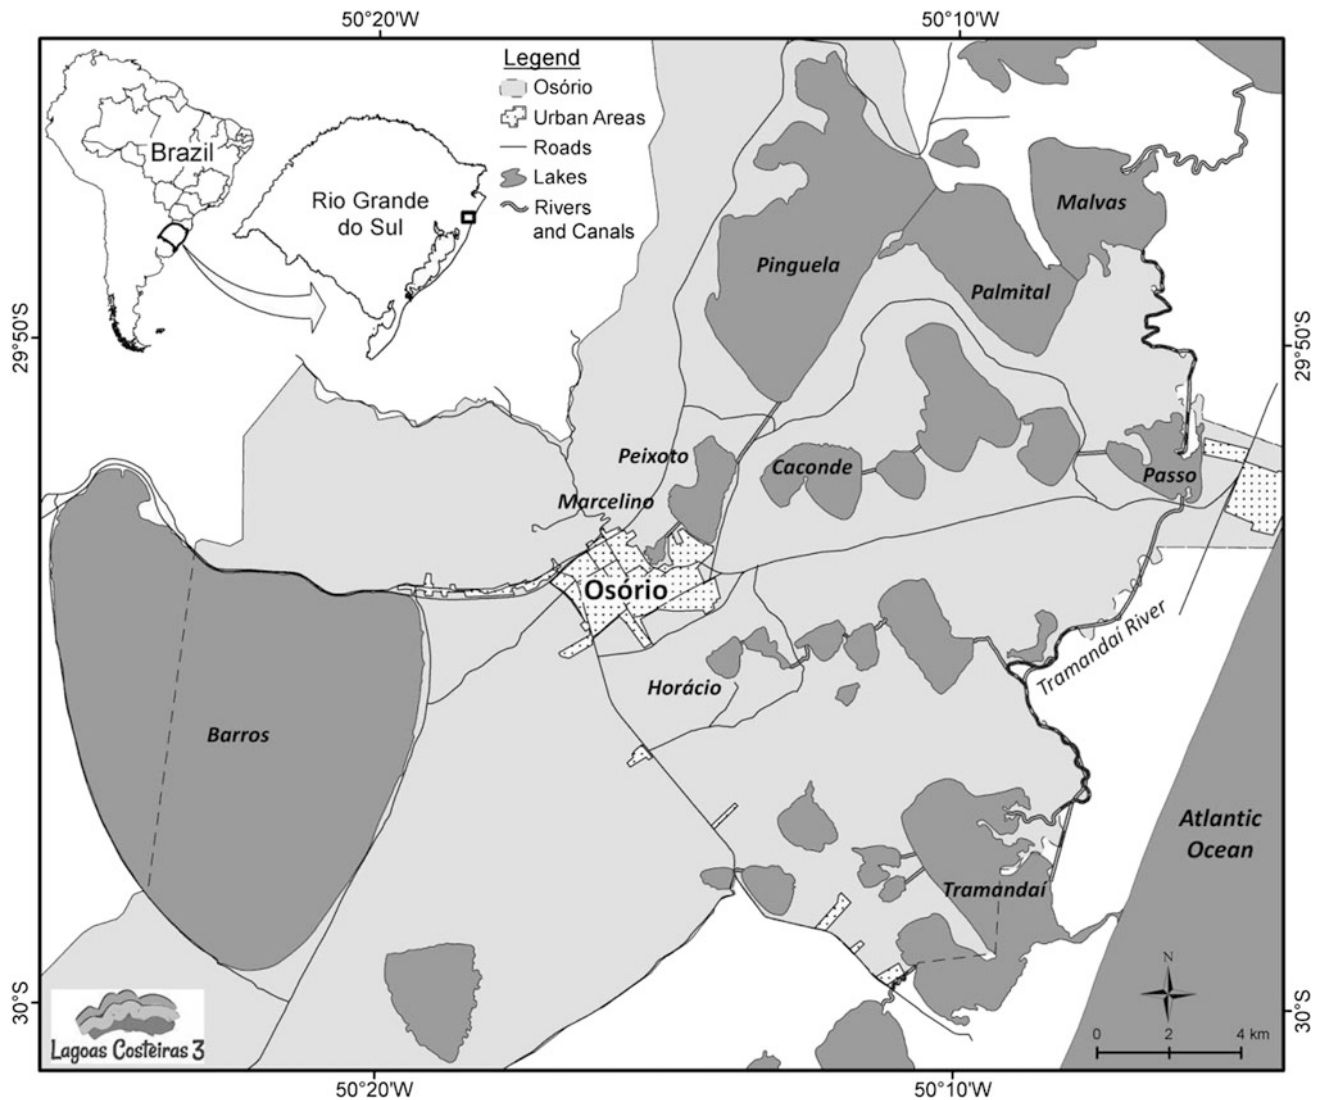 50°20'W
50°10'W
Legend
Osório
Urban Areas
Roads
Lakes
Rivers
and Canals
Brazil
Rio Grande
do Sul
Malvas
Pinguela
Palmital
29°50'S
29°50'S
Peixoto
Caconde
Passo
Marcelino
Osório
Tramandai River
Horácio
Barros
Atlantic
Ocean
Tramandaí
N
30°S
30°S
0 2 4 km
Lagoas Costeiras 3
50°20'W
50°10'W